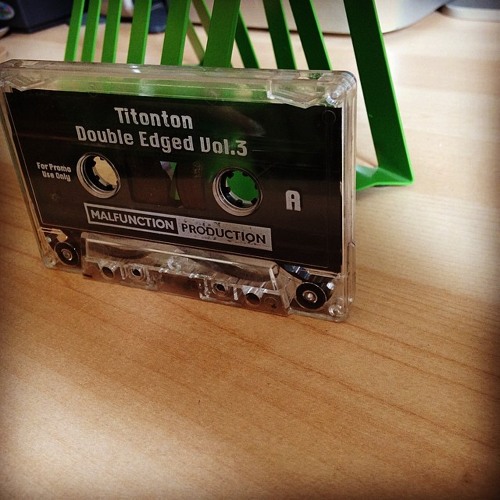 Titonton
Double Edged Vol.3
For Promo
Use Only
A
MALFUNCTION PRODUCTION